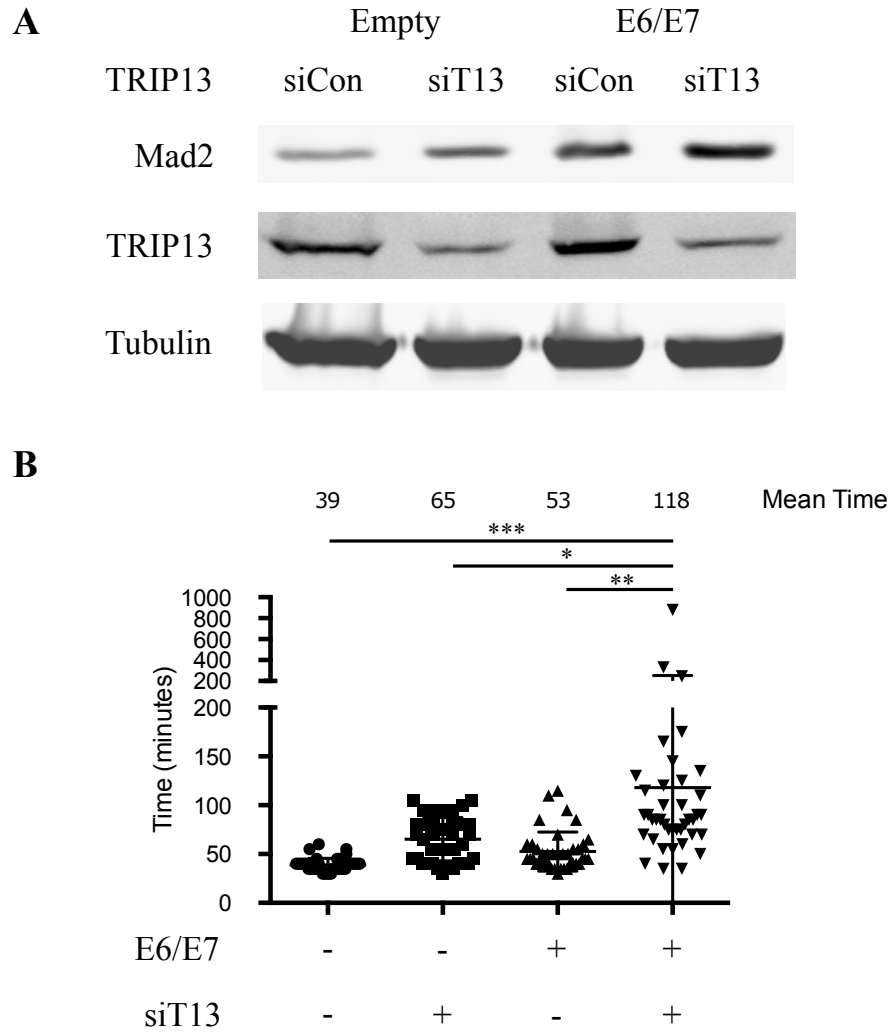 A
Empty E6/E7
TRIP13 siCon siT13 siCon siT13
Mad2
TRIP13
Tubulin
B
39 65 53 118 Mean Time
***
*
**
1000
800
600
400
200
200
150
100
50
0
Time (minutes)
E6/E7 - - + +
siT13 - + - +